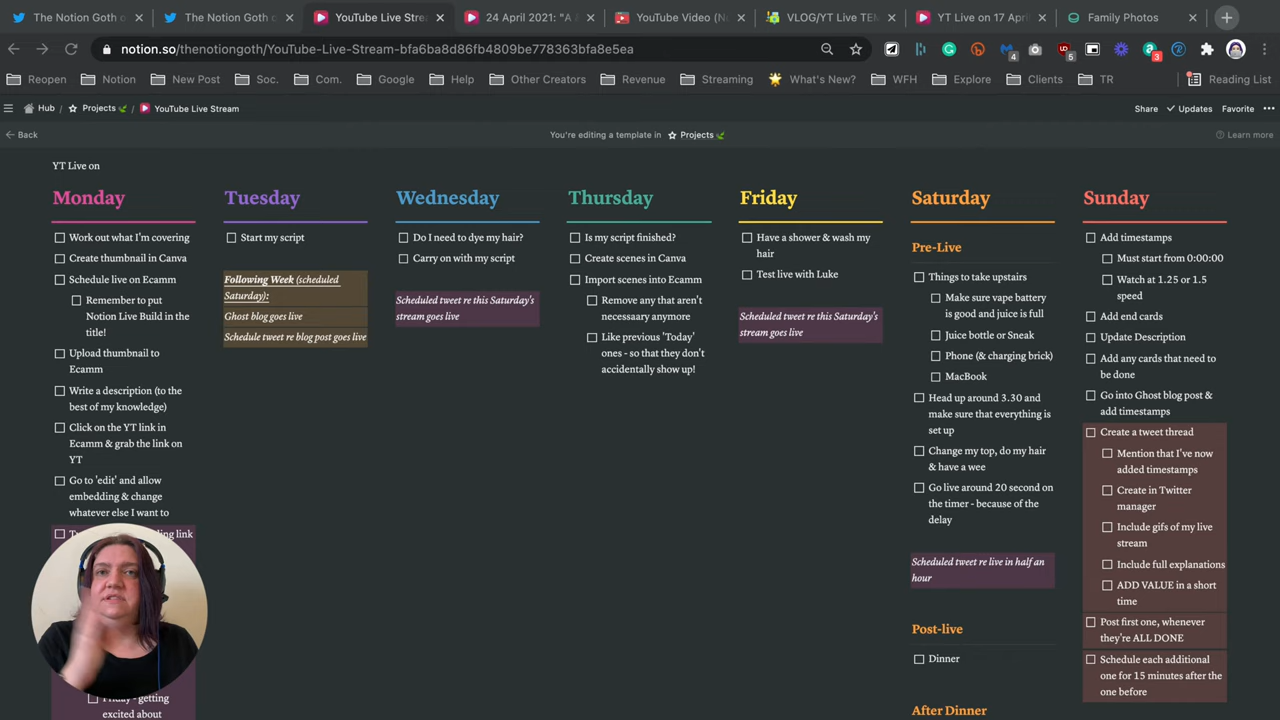 The Notion Goth o
The Notion Goth of
YouTube Live Stre
24 April 2021: "A
YouTube Video (N
VLOG/YT Live TE
YT Live on 17 Apri
Family Photos
notion.so/thenotiongoth/YouTube-Live-Stream-bfa6ba8d86fb4809be778363bfa8e5ea
4
5
3
Reopen
Notion
New Post
Soc.
Com.
Google
Help
Other Creators
Revenue
Streaming
What's New?
WFH
Explore
Clients
TR
Reading List
Hub / Projects / YouTube Live Stream
Share
Updates
Favorite
Back
You're editing a template in Projects
Learn more
YT Live on
Monday
Work out what I'm covering
Create thumbnail in Canva
Schedule live on Ecamm
Remember to put
Notion Live Build in the
title!
Upload thumbnail to
Ecamm
Write a description (to the
best of my knowledge)
Click on the YT link in
Ecamm & grab the link on
YT
Go to 'edit' and allow
embedding & change
whatever else I want to
link
Friday - getting
excited about
Tuesday
Start my script
Following Week (scheduled
Saturday):
Ghost blog goes live
Schedule tweet re blog post goes live
Wednesday
Do I need to dye my hair?
Carry on with my script
Scheduled tweet re this Saturday's
stream goes live
Thursday
Is my script finished?
Create scenes in Canva
Import scenes into Ecamm
Remove any that aren't
necessaary anymore
Like previous 'Today'
ones - so that they don't
accidentally show up!
Friday
Have a shower & wash my
hair
Test live with Luke
Scheduled tweet re this Saturday's
stream goes live
Saturday
Pre-Live
Things to take upstairs
Make sure vape battery
is good and juice is full
Juice bottle or Sneak
Phone (& charging brick)
MacBook
Head up around 3.30 and
make sure that everything is
set up
Change my top, do my hair
& have a wee
Go live around 20 second on
the timer - because of the
delay
Scheduled tweet re live in half an
hour
Post-live
Dinner
After Dinner
Sunday
Add timestamps
Must start from 0:00:00
Watch at 1.25 or 1.5
speed
Add end cards
Update Description
Add any cards that need to
be done
Go into Ghost blog post &
add timestamps
Create a tweet thread
Mention that I've now
added timestamps
Create in Twitter
manager
Include gifs of my live
stream
Include full explanations
ADD VALUE in a short
time
Post first one, whenever
they're ALL DONE
Schedule each additional
one for 15 minutes after the
one before